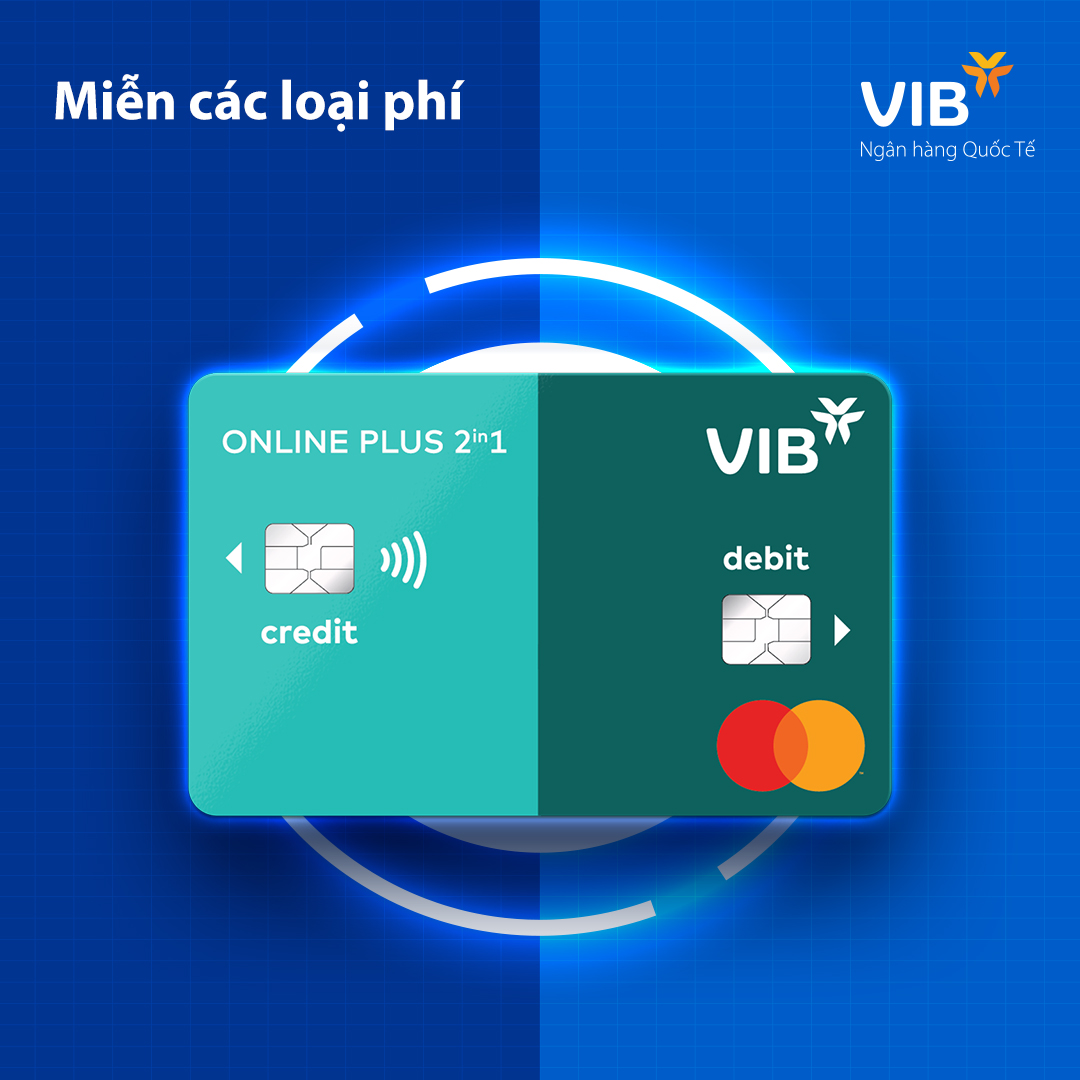 Miễn các loại phí
VIB
Ngân hàng Quốc Tế
ONLINE PLUS 2in1
VIB
debit
credit